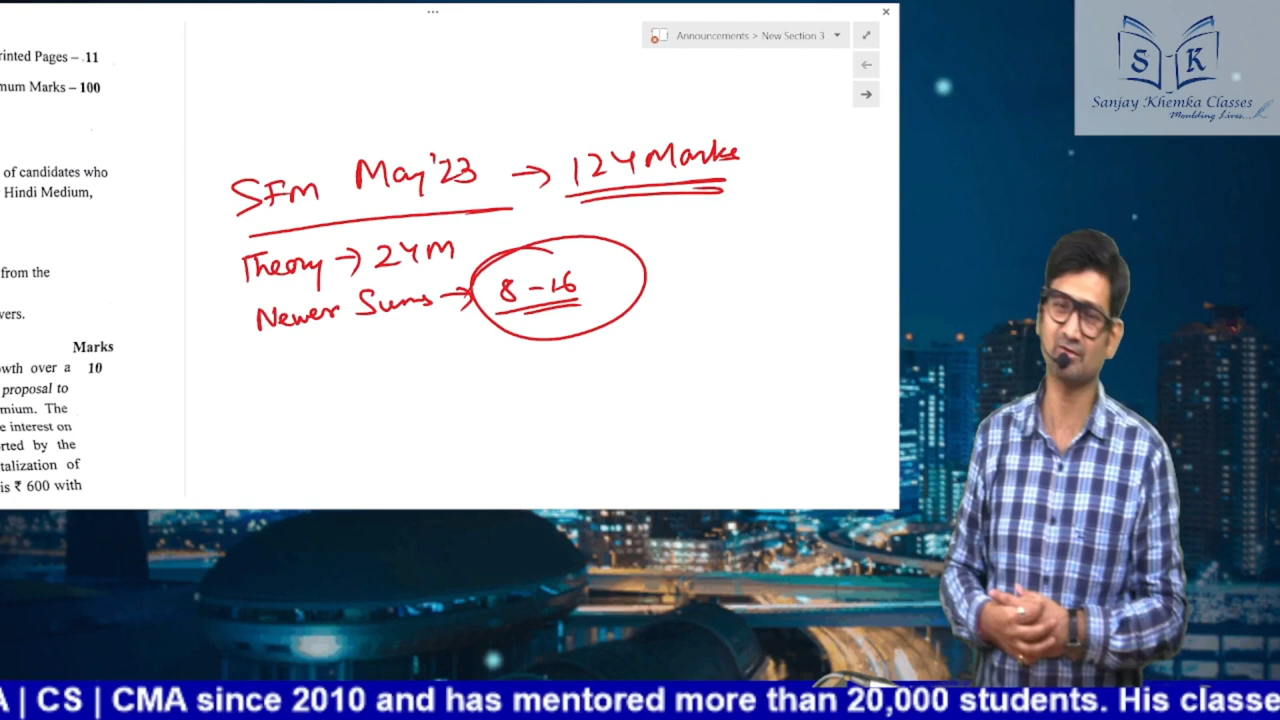 rinted Pages – 11
mum Marks – 100
of candidates who
Hindi Medium,
from the
vers.
Marks
owth over a 10
proposal to
mium. The
e interest on
rted by the
talization of
is ₹ 600 with
Announcements > New Section 3
SFM May'23 → 124 Marks
Theory → 24M
Newer Sums → 8 – 16
S K
Sanjay Khemka Classes
Moulding Lives...
A | CS | CMA since 2010 and has mentored more than 20,000 students. His classe